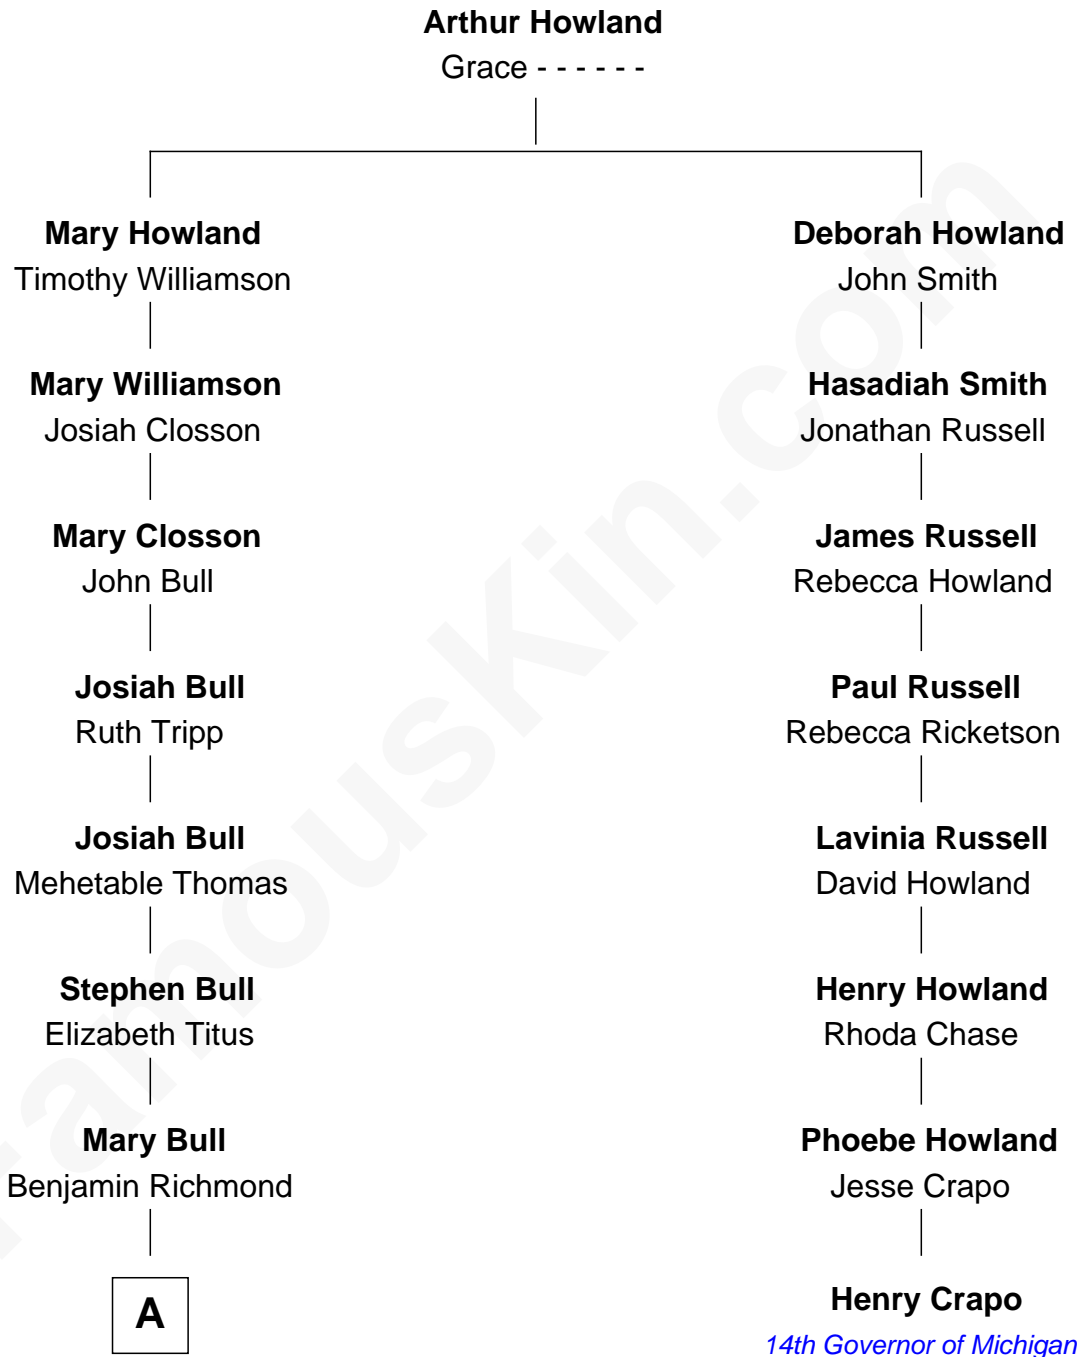 Arthur Howland
Grace - - - - - -
Mary Howland
Timothy Williamson
Deborah Howland
John Smith
Mary Williamson
Josiah Closson
Hasadiah Smith
Jonathan Russell
Mary Closson
John Bull
James Russell
Rebecca Howland
Josiah Bull
Ruth Tripp
Paul Russell
Rebecca Ricketson
Josiah Bull
Mehetable Thomas
Lavinia Russell
David Howland
Stephen Bull
Elizabeth Titus
Henry Howland
Rhoda Chase
Mary Bull
Benjamin Richmond
Phoebe Howland
Jesse Crapo
A
Henry Crapo
14th Governor of Michigan
FamousKin.com